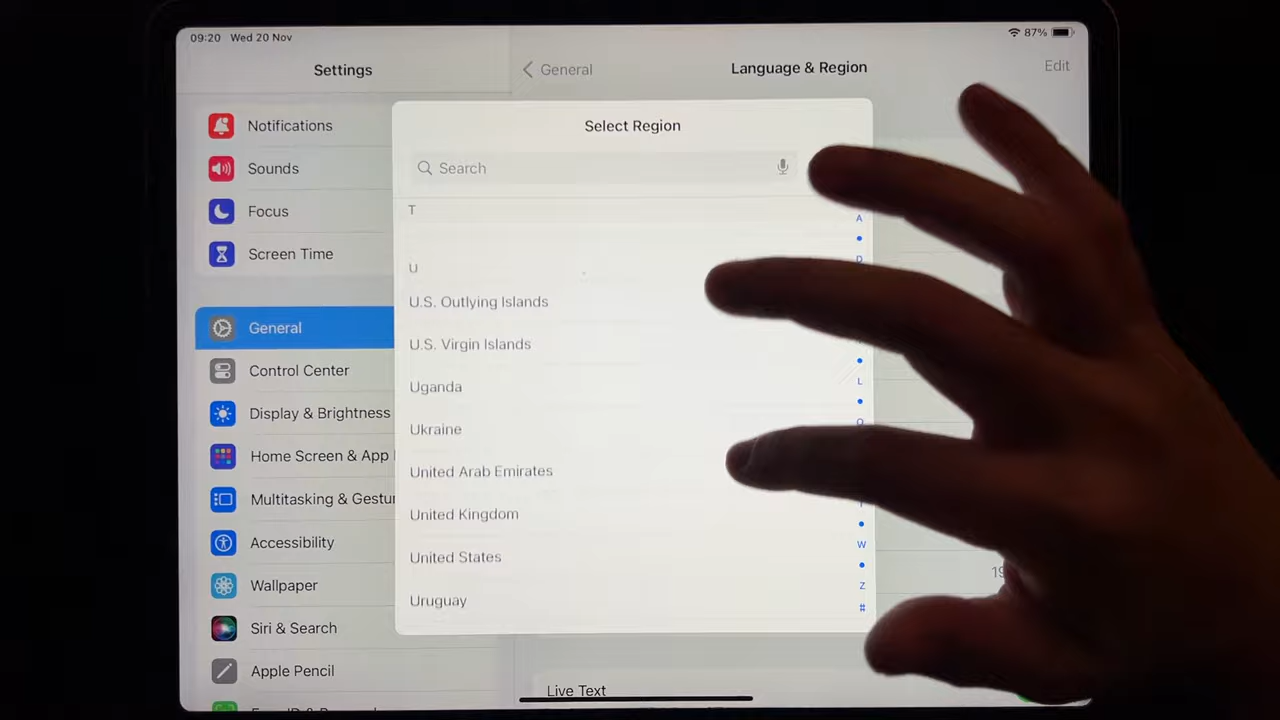 09:20 Wed 20 Nov
87%
Settings
General
Language & Region
Edit
Notifications
Sounds
Focus
Screen Time
General
Control Center
Display & Brightness
Home Screen & App
Multitasking & Gestu
Accessibility
Wallpaper
Siri & Search
Apple Pencil
Select Region
Search
T
U
U.S. Outlying Islands
U.S. Virgin Islands
Uganda
Ukraine
United Arab Emirates
United Kingdom
United States
Uruguay
A
D
L
W
Z
#
19
Live Text